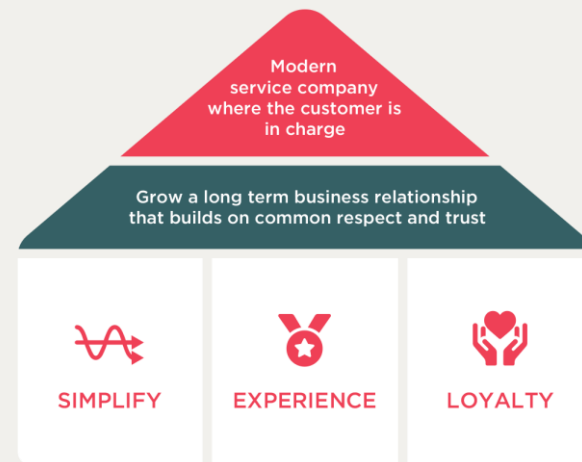 Modern
service company
where the customer is
in charge
Grow a long term business relationship
that builds on common respect and trust
SIMPLIFY
EXPERIENCE
LOYALTY